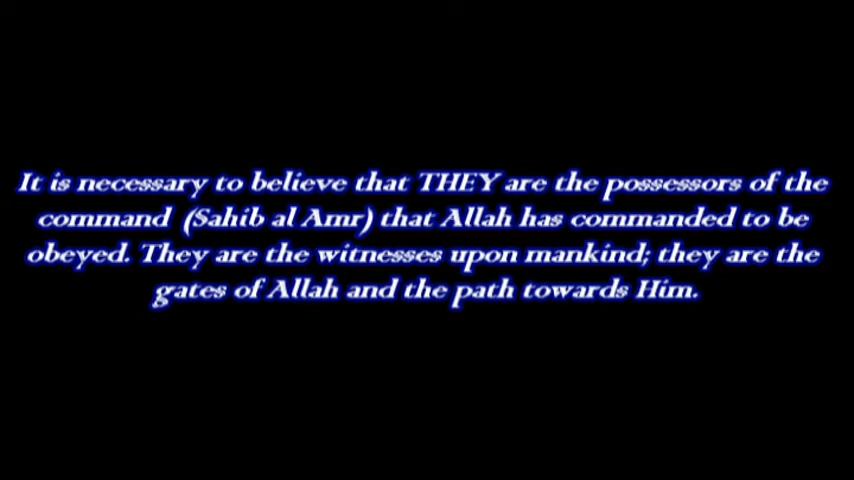 It is necessary to believe that THEY are the possessors of the
command (Sahib al Amr) that Allah has commanded to be
obeyed. They are the witnesses upon mankind; they are the
gates of Allah and the path towards Him.